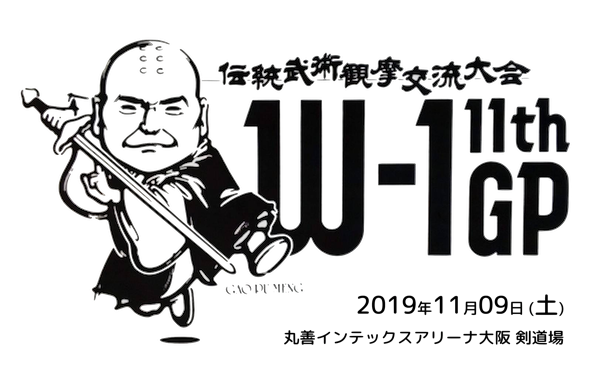 伝統武術観摩交流大会
W-1 11th GP
GAO JI MING
2019年11月09日(土)
丸善インテックスアリーナ大阪 剣道場